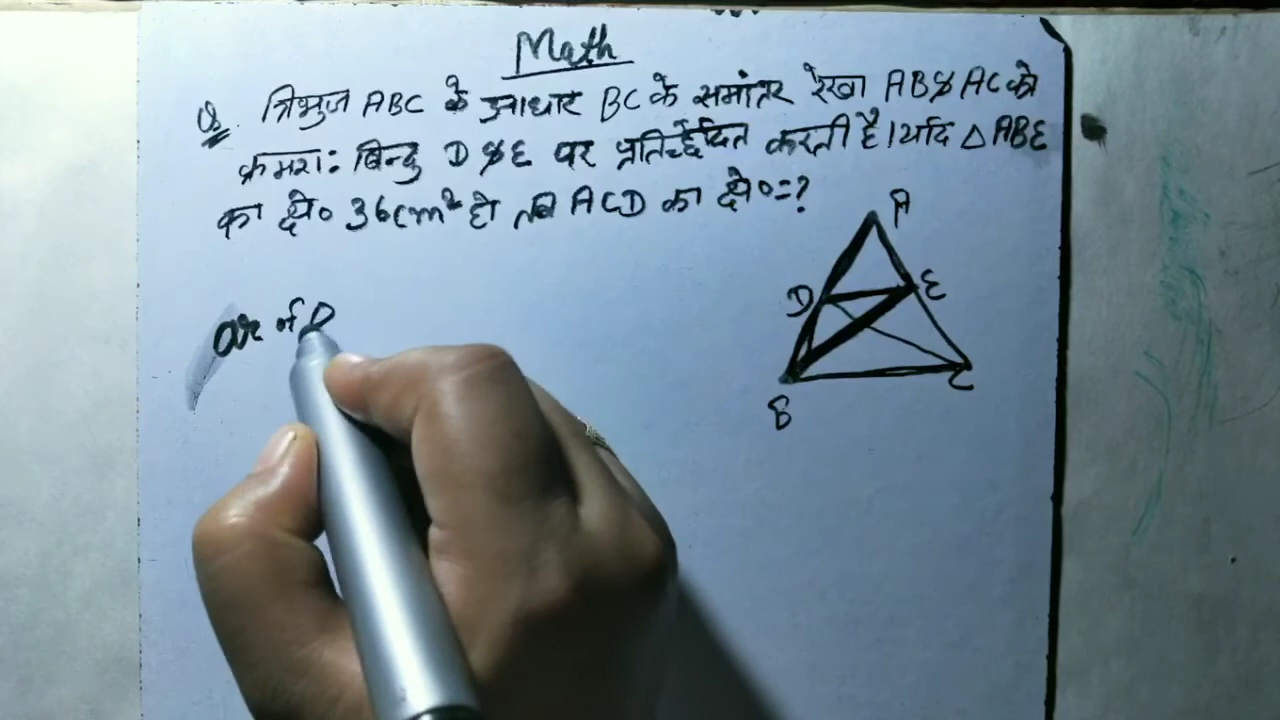 Math
Q. त्रिभुज ABC के आधार BC के समांतर रेखा AB & AC को
क्रमश: बिन्दु D & E पर प्रतिच्छेदित करती है। यदि △ ABE
का क्षे० 36cm² हो तब ACD का क्षे० = ?
A
D E
B C
ar of D